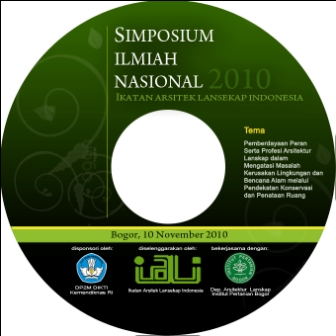 SIMPOSIUM
ILMIAH
NASIONAL 2010
IKATAN ARSITEK LANSEKAP INDONESIA
Tema
Pemberdayaan Peran
Serta Profesi Arsitektur
Lanskap dalam
Mengatasi Masalah
Kerusakan Lingkungan dan
Bencana Alam melalui
Pendekatan Konservasi
dan Penataan Ruang
Bogor, 10 November 2010
disponsori oleh:
diselenggarakan oleh:
bekerjasama dengan:
iali
DP2M DIKTI
Kemendiknas RI
Ikatan Arsitek Lansekap Indonesia
Dep. Arsitektur Lanskap
Institut Pertanian Bogor